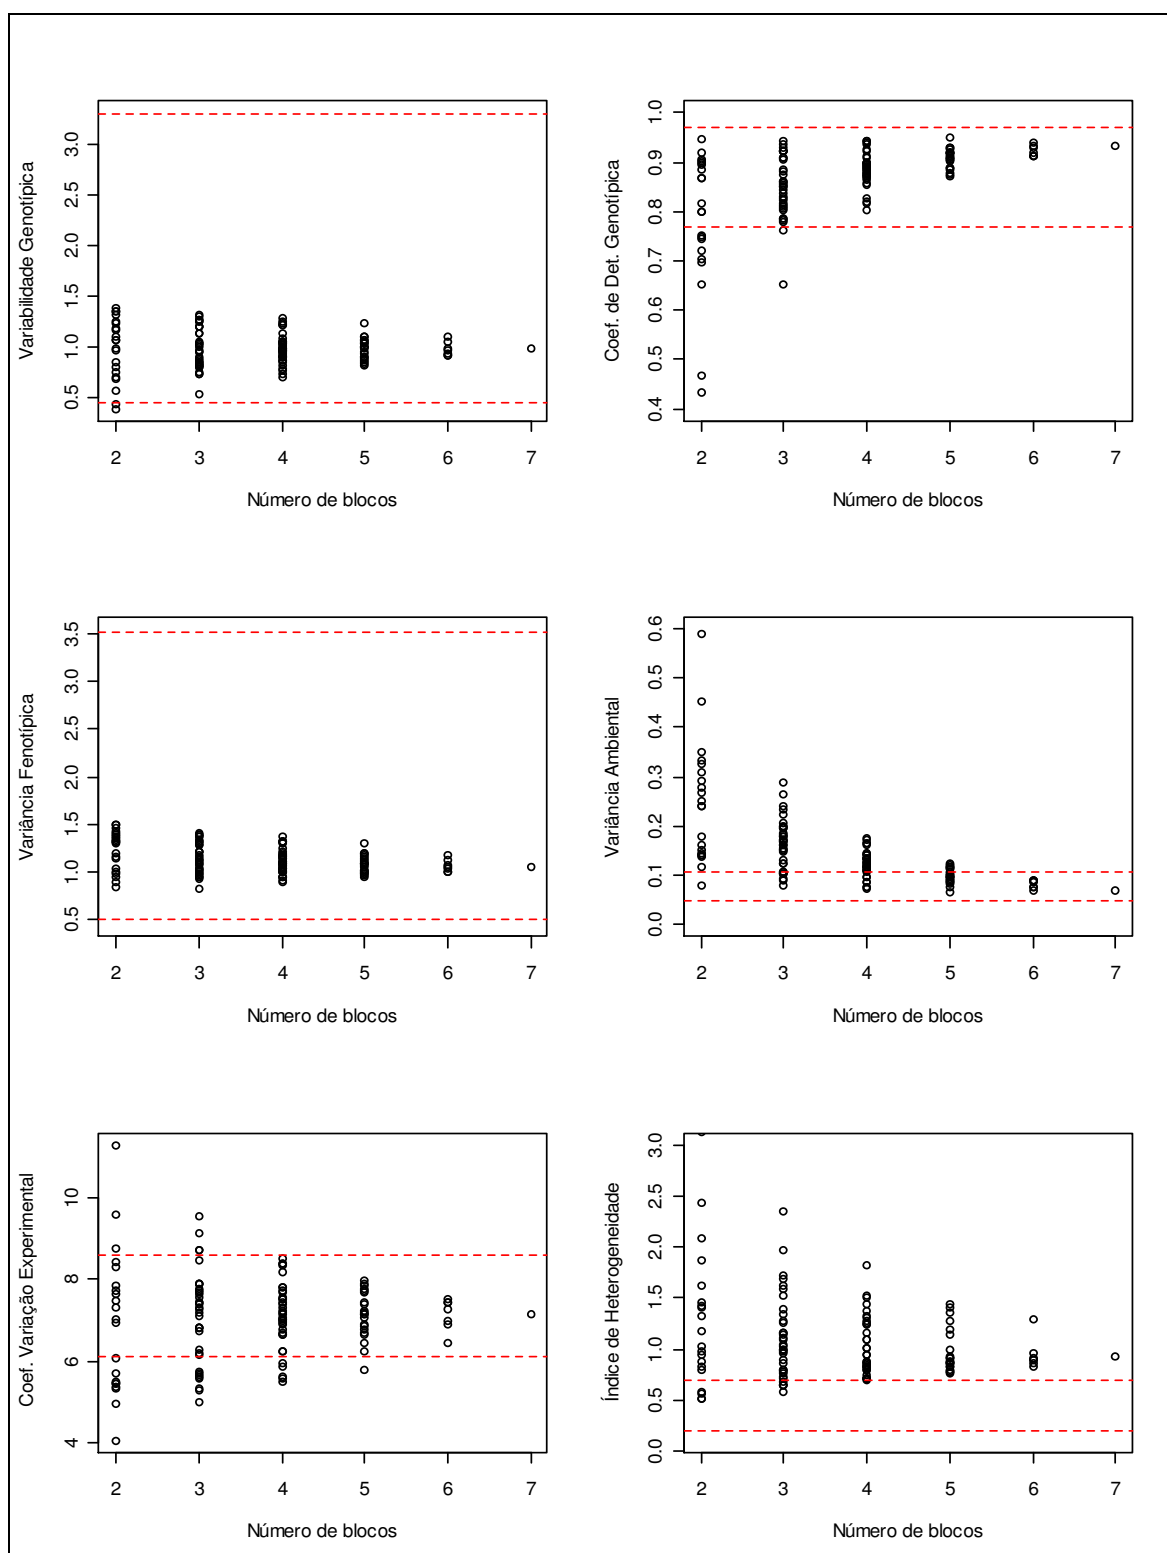 Variabilidade Genotípica
3.0
2.5
2.0
1.5
1.0
0.5
2 3 4 5 6 7
Número de blocos
Coef. de Det. Genotípica
1.0
0.9
0.8
0.7
0.6
0.5
0.4
2 3 4 5 6 7
Número de blocos
Variância Fenotípica
3.5
3.0
2.5
2.0
1.5
1.0
0.5
2 3 4 5 6 7
Número de blocos
Variância Ambiental
0.6
0.5
0.4
0.3
0.2
0.1
0.0
2 3 4 5 6 7
Número de blocos
Coef. Variação Experimental
10
8
6
4
2 3 4 5 6 7
Número de blocos
Índice de Heterogeneidade
3.0
2.5
2.0
1.5
1.0
0.5
0.0
2 3 4 5 6 7
Número de blocos